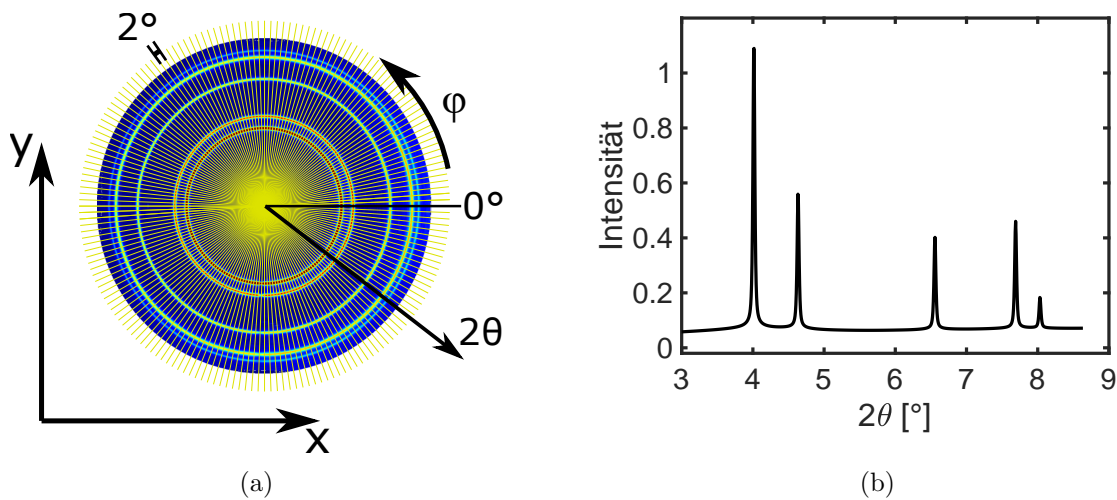 2°
φ
y
0°
2θ
x
(a)
Intensität
1
0.8
0.6
0.4
0.2
0
3 4 5 6 7 8 9
2θ [°]
(b)